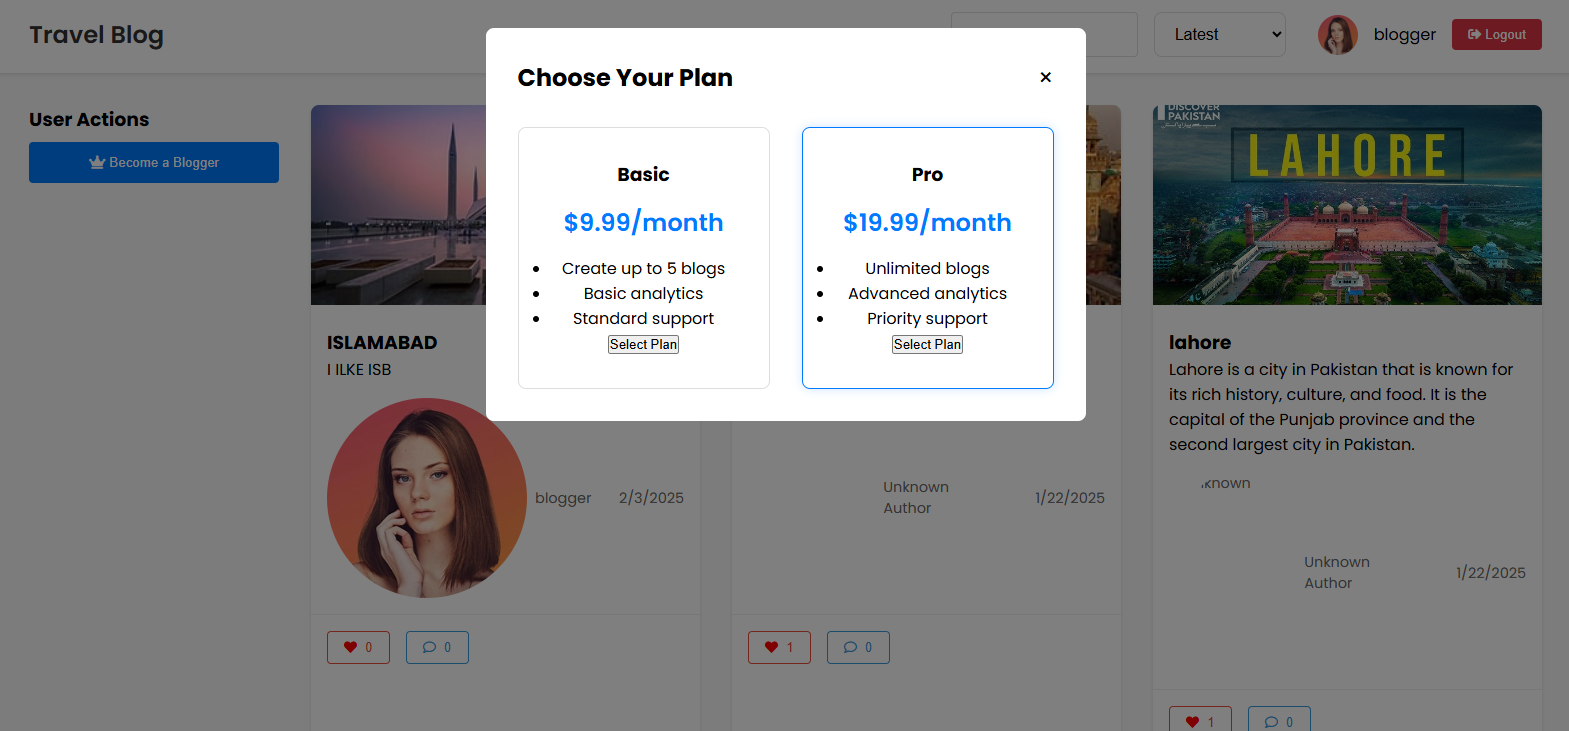 Travel Blog
Latest
blogger
Logout
Choose Your Plan
×
User Actions
Become a Blogger
Basic
$9.99/month
• Create up to 5 blogs
• Basic analytics
• Standard support
Select Plan
Pro
$19.99/month
• Unlimited blogs
• Advanced analytics
• Priority support
Select Plan
DISCOVER
PAKISTAN
LAHORE
ISLAMABAD
I ILKE ISB
blogger
2/3/2025
0
0
Unknown
Author
1/22/2025
1
0
lahore
Lahore is a city in Pakistan that is known for
its rich history, culture, and food. It is the
capital of the Punjab province and the
second largest city in Pakistan.
known
Unknown
Author
1/22/2025
1
0